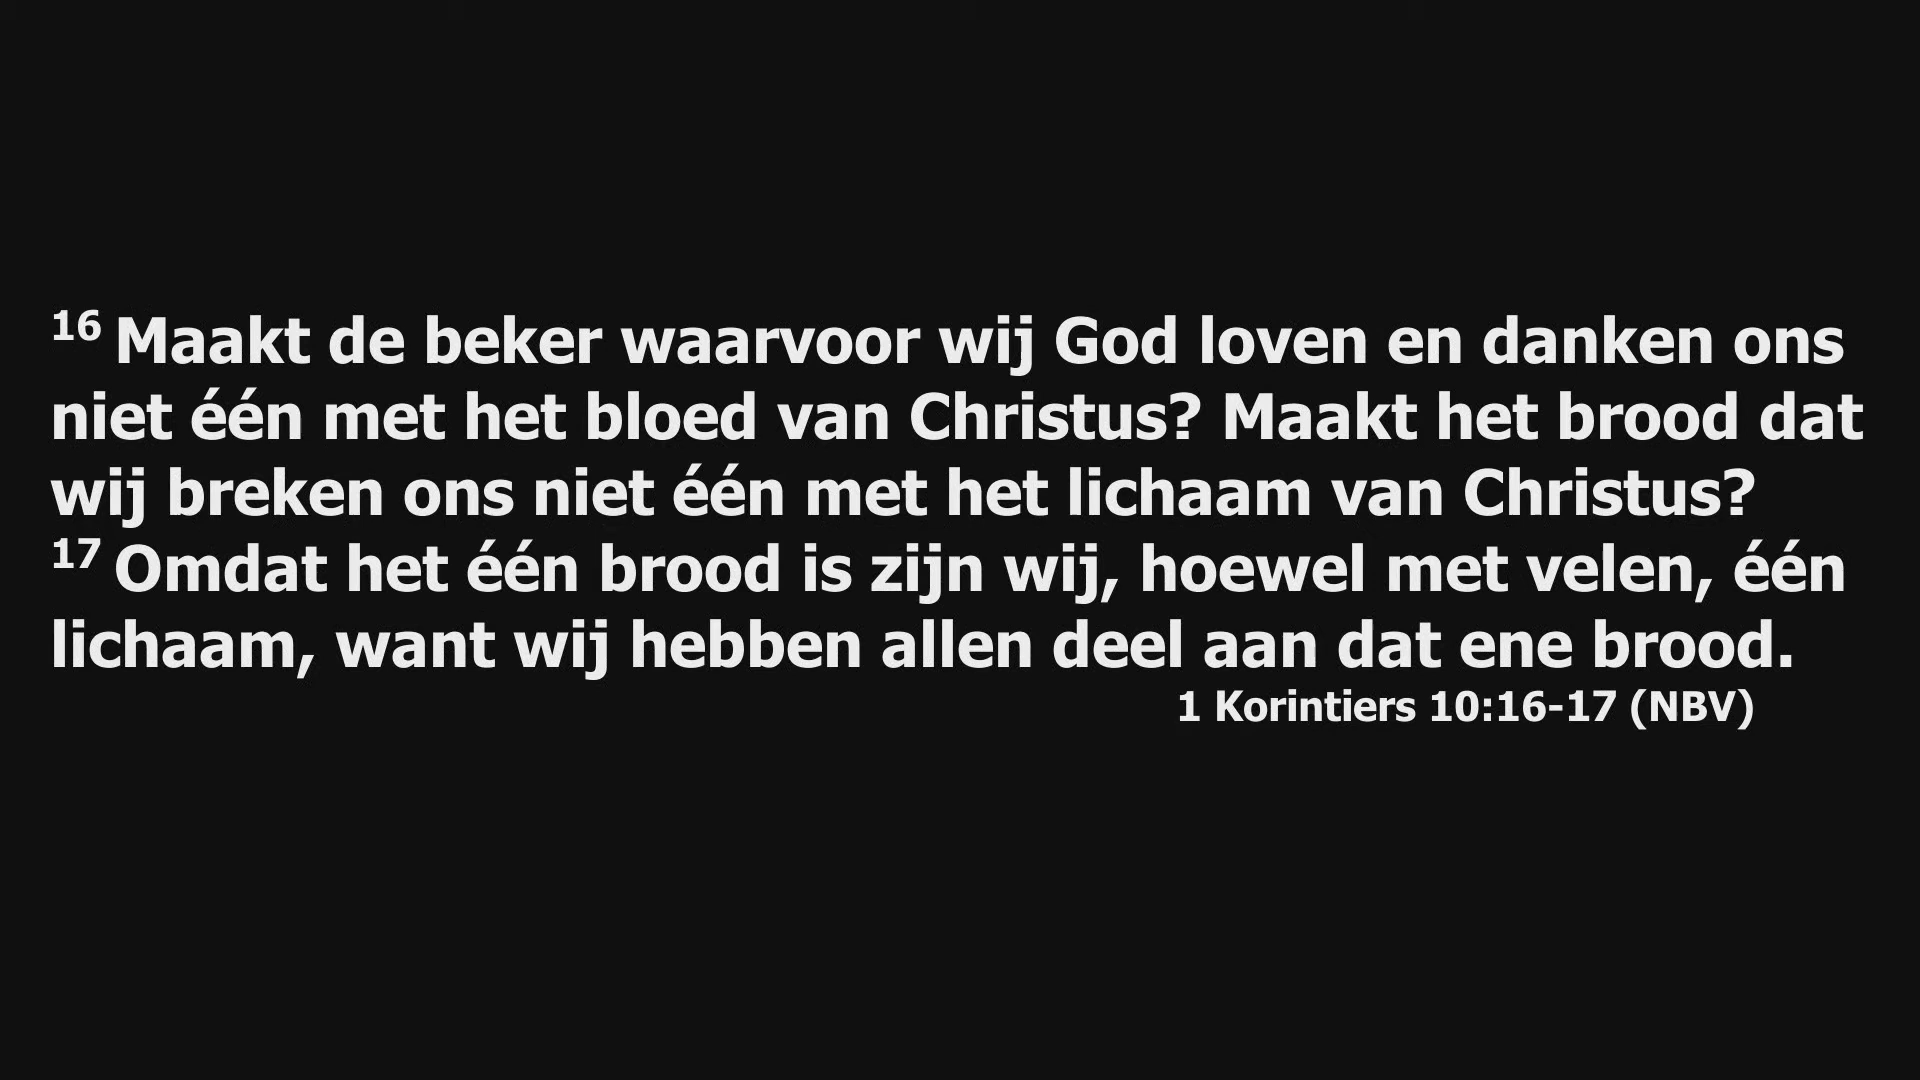 16 Maakt de beker waarvoor wij God loven en danken ons
niet één met het bloed van Christus? Maakt het brood dat
wij breken ons niet één met het lichaam van Christus?
17 Omdat het één brood is zijn wij, hoewel met velen, één
lichaam, want wij hebben allen deel aan dat ene brood.
1 Korintiers 10:16-17 (NBV)